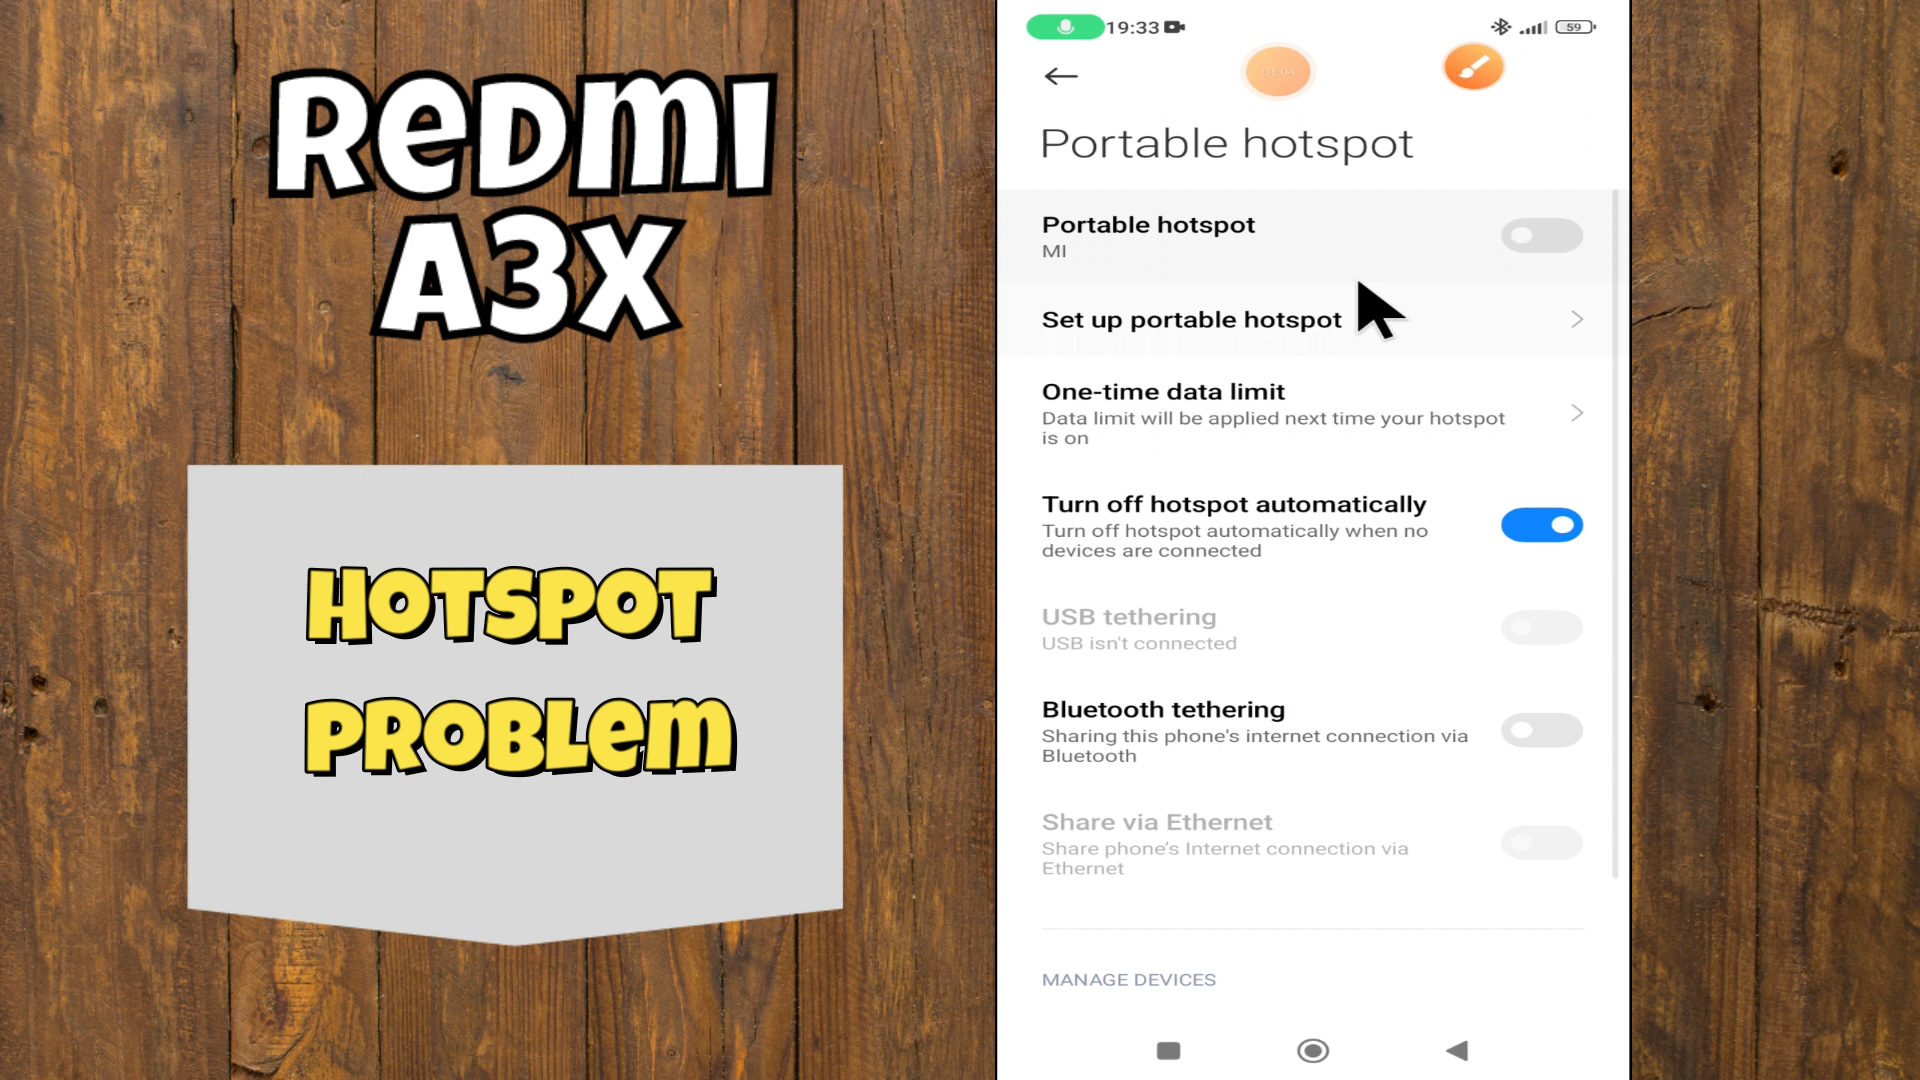 Redmi
A3X
HOTSPOT
PROBLEM
19:33
59
01:04
Portable hotspot
Portable hotspot
MI
Set up portable hotspot
One-time data limit
Data limit will be applied next time your hotspot
is on
Turn off hotspot automatically
Turn off hotspot automatically when no
devices are connected
USB tethering
USB isn't connected
Bluetooth tethering
Sharing this phone's internet connection via
Bluetooth
Share via Ethernet
Share phone's Internet connection via
Ethernet
MANAGE DEVICES